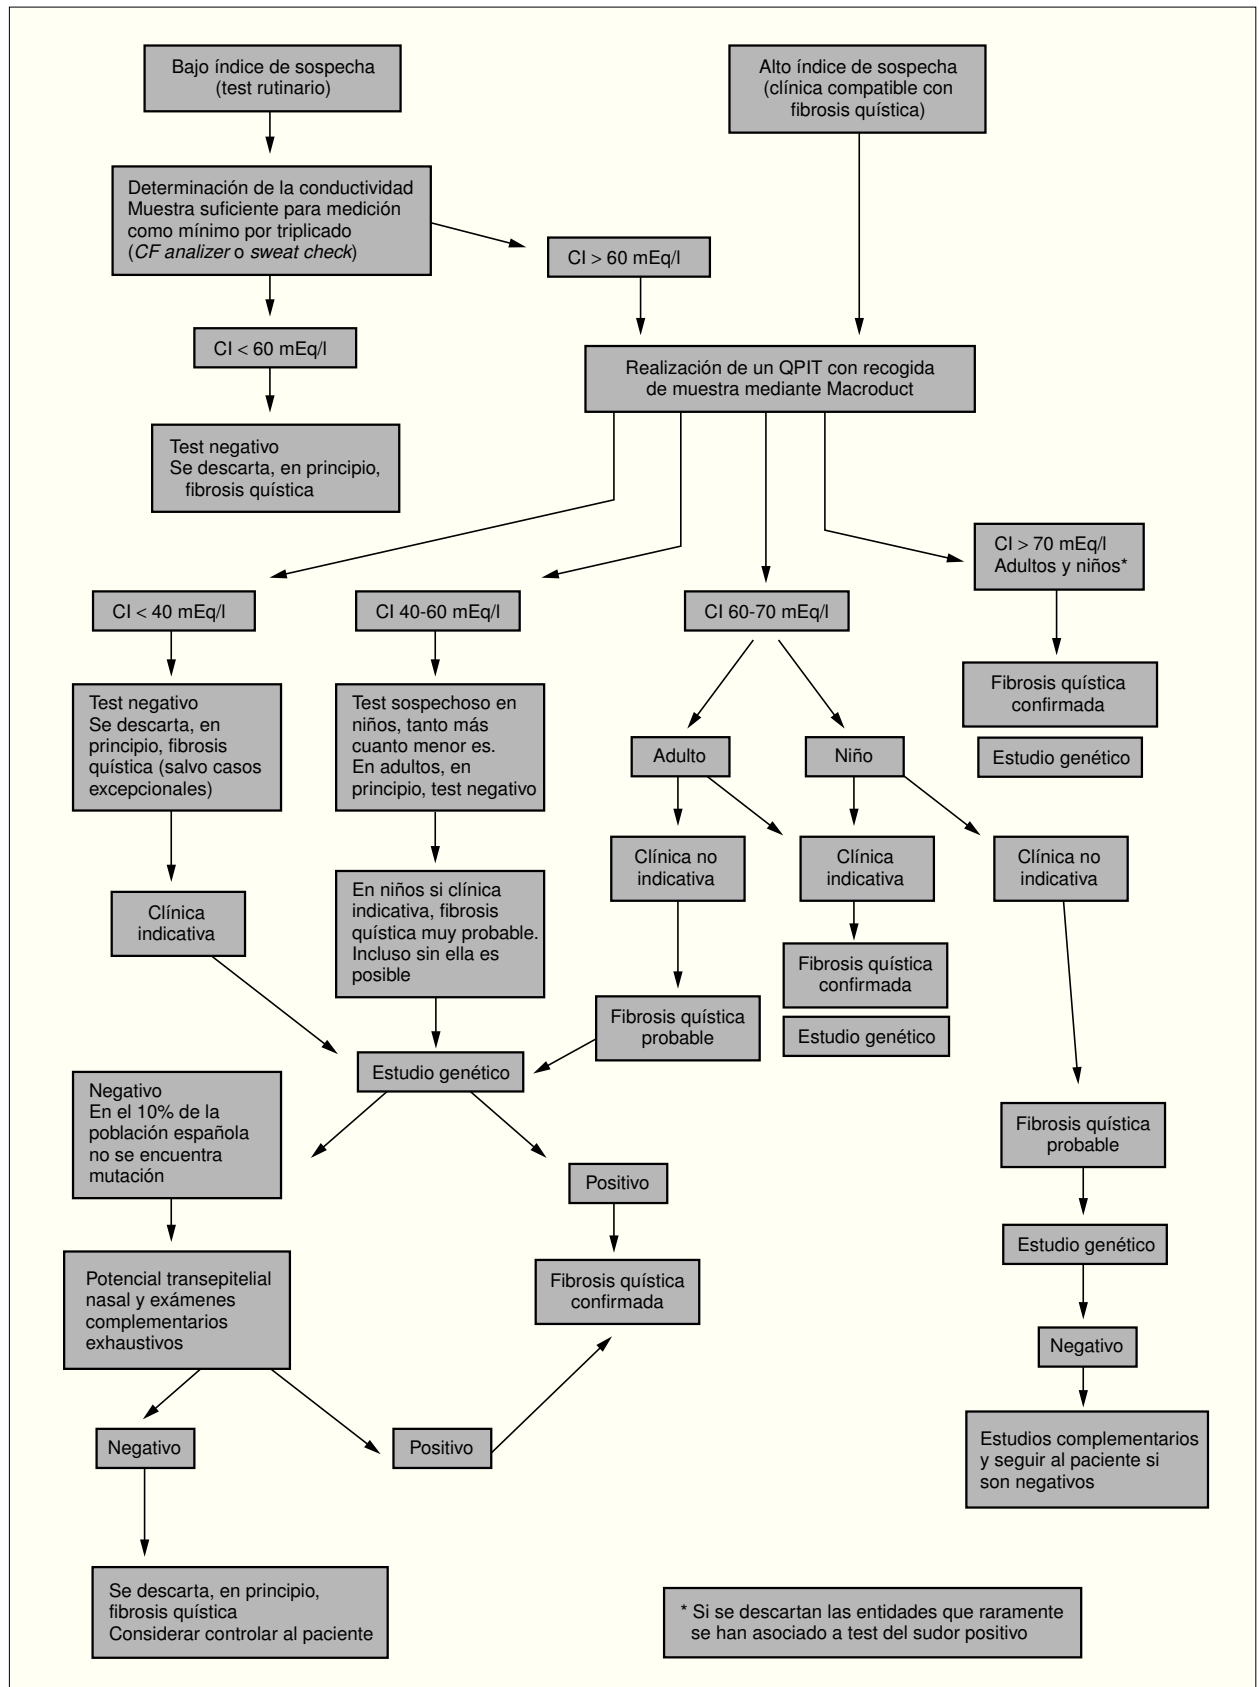 Bajo índice de sospecha
(test rutinario)
Alto índice de sospecha
(clínica compatible con
fibrosis quística)
Determinación de la conductividad
Muestra suficiente para medición
como mínimo por triplicado
(CF analizer o sweat check)
Cl > 60 mEq/l
Cl < 60 mEq/l
Realización de un QPIT con recogida
de muestra mediante Macroduct
Test negativo
Se descarta, en principio,
fibrosis quística
Cl > 70 mEq/l
Adultos y niños*
Cl < 40 mEq/l
Cl 40-60 mEq/l
Cl 60-70 mEq/l
Fibrosis quística
confirmada
Estudio genético
Test negativo
Se descarta, en
principio, fibrosis
quística (salvo casos
excepcionales)
Test sospechoso en
niños, tanto más
cuanto menor es.
En adultos, en
principio, test negativo
Adulto
Niño
Clínica no
indicativa
Clínica
indicativa
Clínica no
indicativa
Clínica
indicativa
En niños si clínica
indicativa, fibrosis
quística muy probable.
Incluso sin ella es
posible
Fibrosis quística
probable
Fibrosis quística
confirmada
Estudio genético
Estudio genético
Negativo
En el 10% de la
población española
no se encuentra
mutación
Positivo
Fibrosis quística
probable
Estudio genético
Potencial transepitelial
nasal y exámenes
complementarios
exhaustivos
Fibrosis quística
confirmada
Negativo
Negativo
Positivo
Estudios complementarios
y seguir al paciente si
son negativos
Se descarta, en principio,
fibrosis quística
Considerar controlar al paciente
* Si se descartan las entidades que raramente
se han asociado a test del sudor positivo